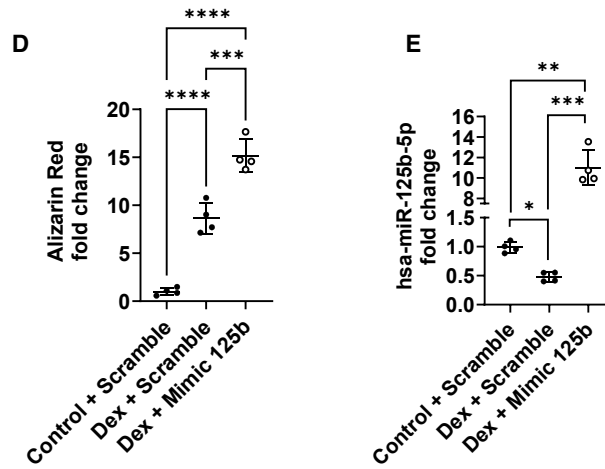 D
****
***
****
Alizarin Red
fold change
20
15
10
5
0
Control + Scramble
Dex + Scramble
Dex + Mimic 125b
E
**
***
*
hsa-miR-125b-5p
fold change
16
14
12
10
8
6
1.0
0.5
0.0
Control + Scramble
Dex + Scramble
Dex + Mimic 125b